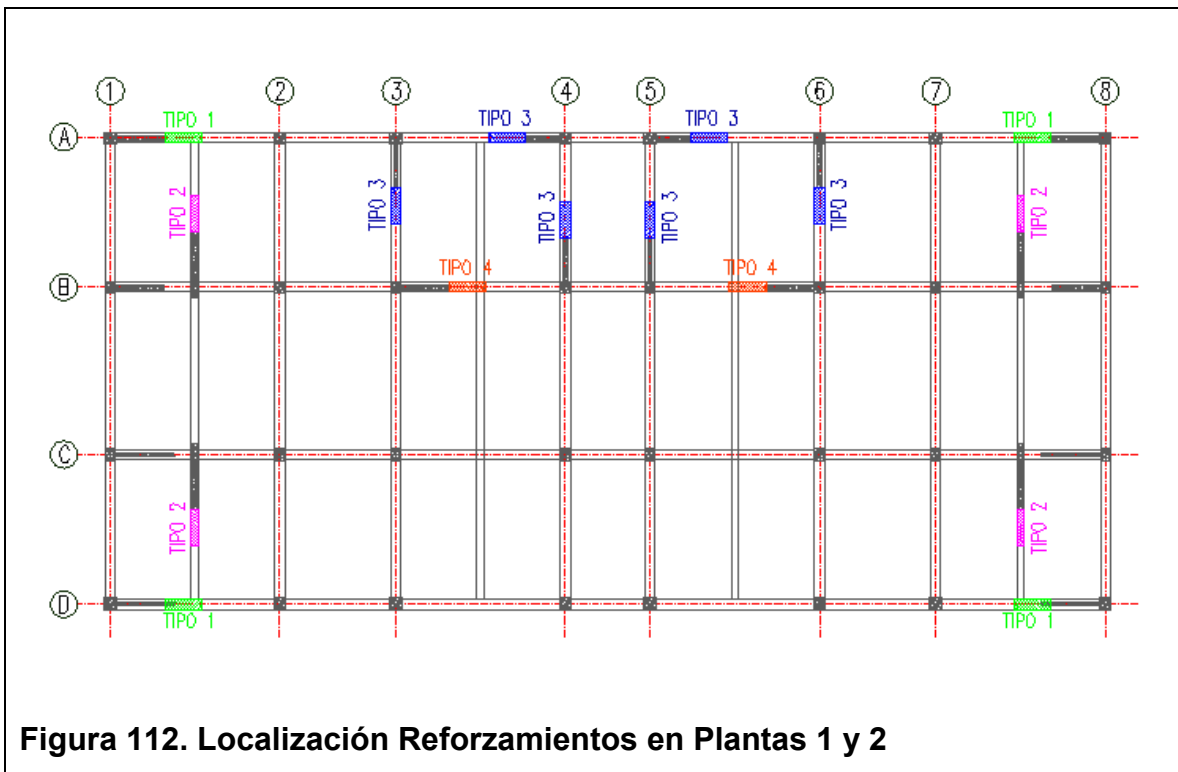 1 2 3 4 5 6 7 8
TIPO 1 TIPO 3 TIPO 3 TIPO 1
A
TIPO 2 TIPO 3 TIPO 3 TIPO 3 TIPO 3 TIPO 2
TIPO 4 TIPO 4
B
C
TIPO 2 TIPO 2
D
TIPO 1 TIPO 1
Figura 112. Localización Reforzamientos en Plantas 1 y 2